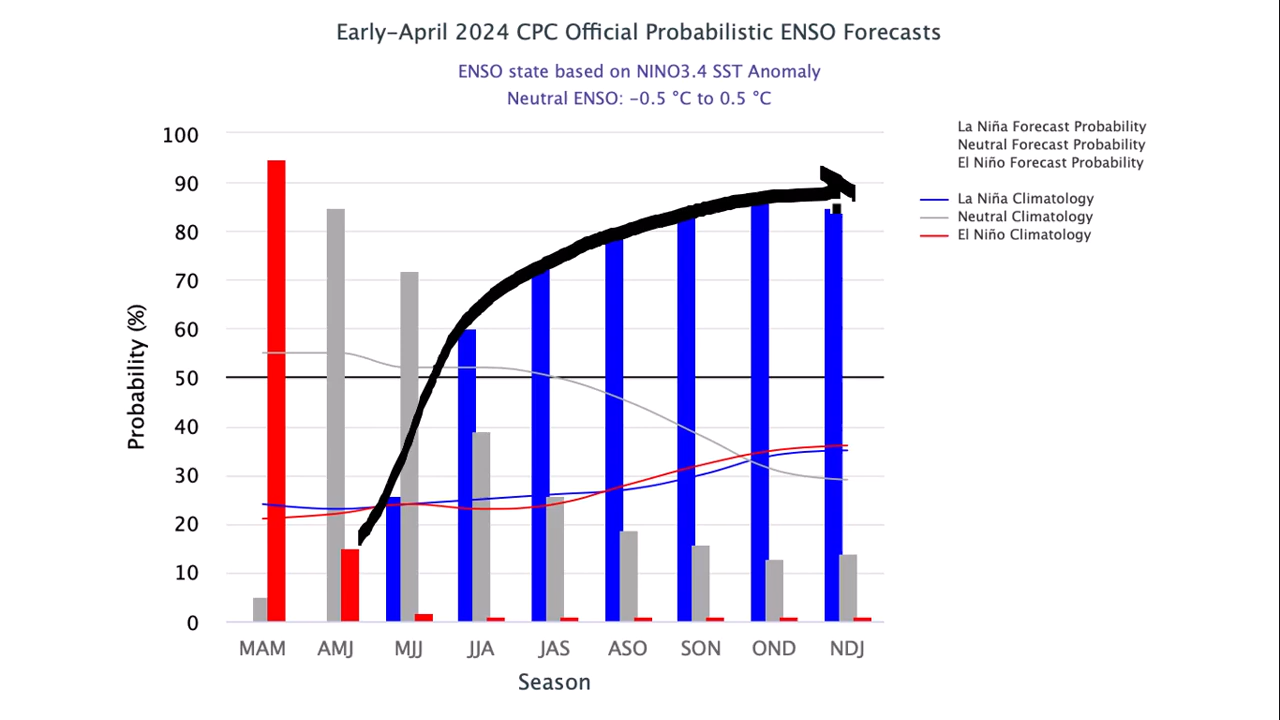 Early-April 2024 CPC Official Probabilistic ENSO Forecasts
ENSO state based on NINO3.4 SST Anomaly
Neutral ENSO: -0.5 °C to 0.5 °C
La Niña Forecast Probability
Neutral Forecast Probability
El Niño Forecast Probability
La Niña Climatology
Neutral Climatology
El Niño Climatology
Probability (%)
100
90
80
70
60
50
40
30
20
10
0
MAM AMJ MJJ JJA JAS ASO SON OND NDJ
Season